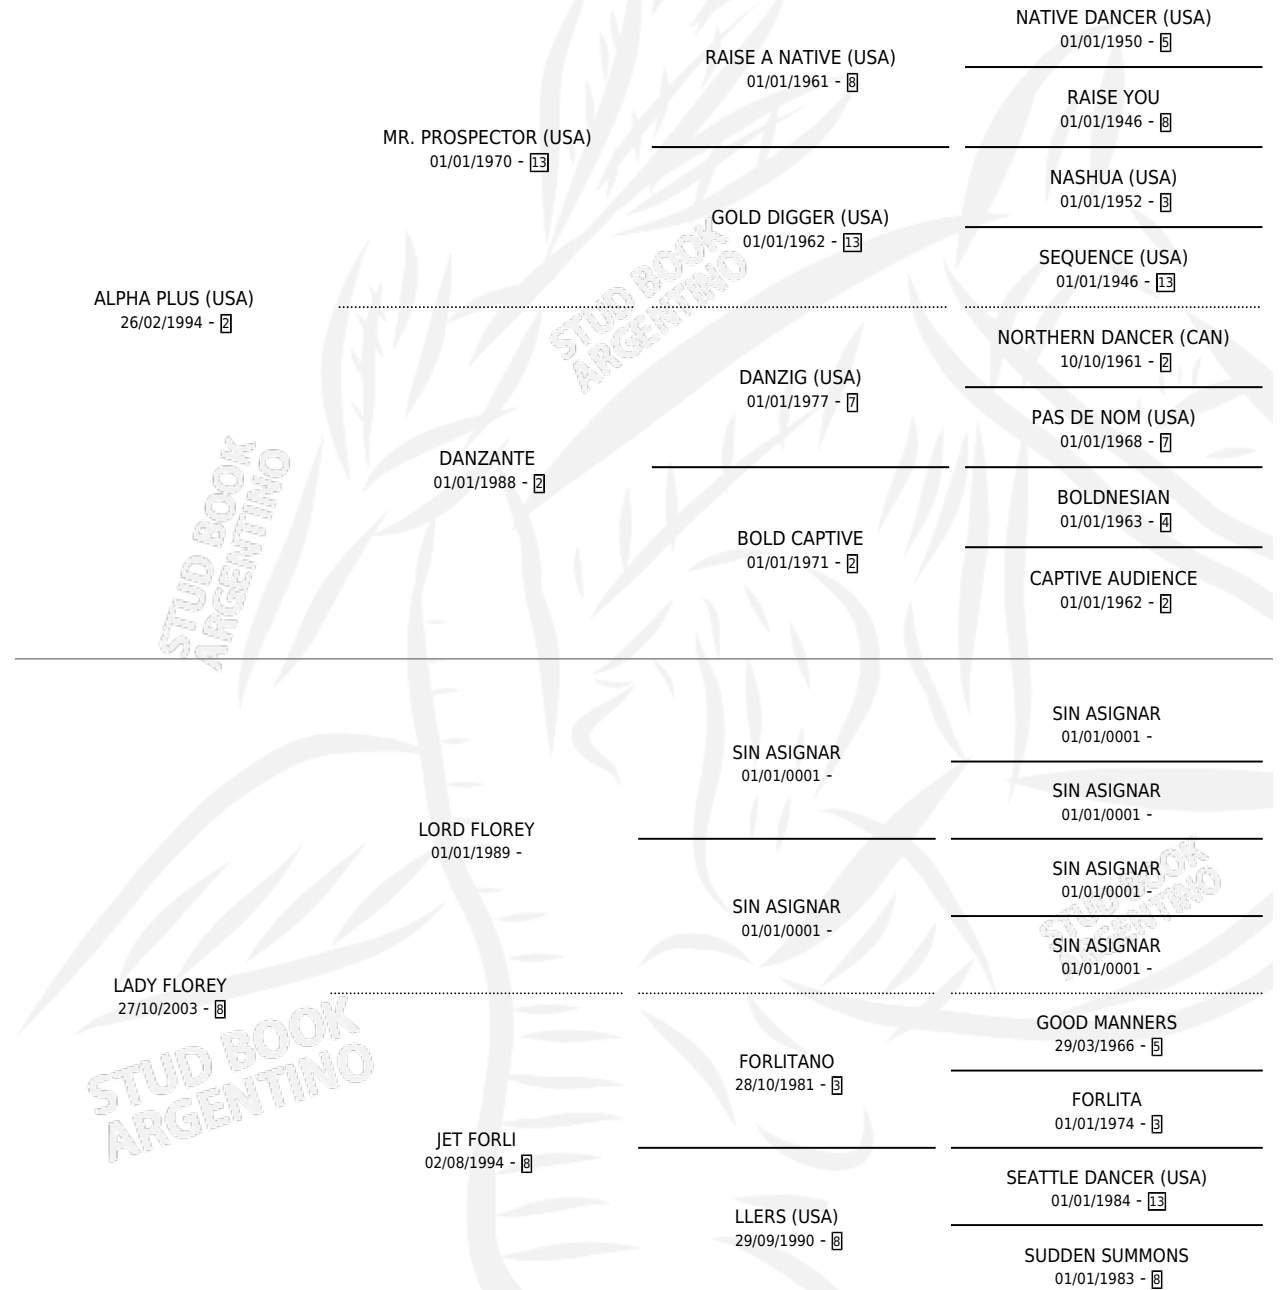 NATIVE DANCER (USA)
01/01/1950 - 5
RAISE A NATIVE (USA)
01/01/1961 - 8
RAISE YOU
01/01/1946 - 8
MR. PROSPECTOR (USA)
01/01/1970 - 13
NASHUA (USA)
01/01/1952 - 3
GOLD DIGGER (USA)
01/01/1962 - 13
SEQUENCE (USA)
01/01/1946 - 13
ALPHA PLUS (USA)
26/02/1994 - 2
NORTHERN DANCER (CAN)
10/10/1961 - 2
DANZIG (USA)
01/01/1977 - 7
PAS DE NOM (USA)
01/01/1968 - 7
DANZANTE
01/01/1988 - 2
BOLDNESIAN
01/01/1963 - 4
BOLD CAPTIVE
01/01/1971 - 2
CAPTIVE AUDIENCE
01/01/1962 - 2
SIN ASIGNAR
01/01/0001 -
SIN ASIGNAR
01/01/0001 -
SIN ASIGNAR
01/01/0001 -
LORD FLOREY
01/01/1989 -
SIN ASIGNAR
01/01/0001 -
SIN ASIGNAR
01/01/0001 -
SIN ASIGNAR
01/01/0001 -
LADY FLOREY
27/10/2003 - 8
GOOD MANNERS
29/03/1966 - 5
FORLITANO
28/10/1981 - 3
FORLITA
01/01/1974 - 3
JET FORLI
02/08/1994 - 8
SEATTLE DANCER (USA)
01/01/1984 - 13
LLERS (USA)
29/09/1990 - 8
SUDDEN SUMMONS
01/01/1983 - 8
STUD BOOK
ARGENTINO
STUD BOOK
ARGENTINO
STUD BOOK
ARGENTINO
STUD BOOK
ARGENTINO